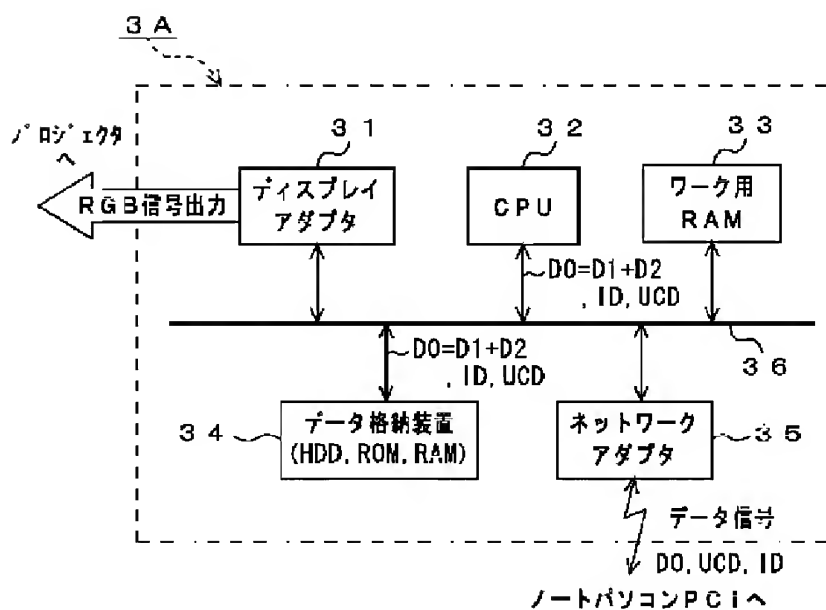 ３Ａ
プロジェクタ
へ
RGB信号出力
３１
ディスプレイ
アダプタ
３２
CPU
３３
ワーク用
RAM
D0=D1+D2
,ID,UCD
D0=D1+D2
,ID,UCD
３６
３４
データ格納装置
(HDD,ROM,RAM)
ネットワーク
アダプタ
３５
データ信号
D0,UCD,ID
ノートパソコンＰＣｉへ